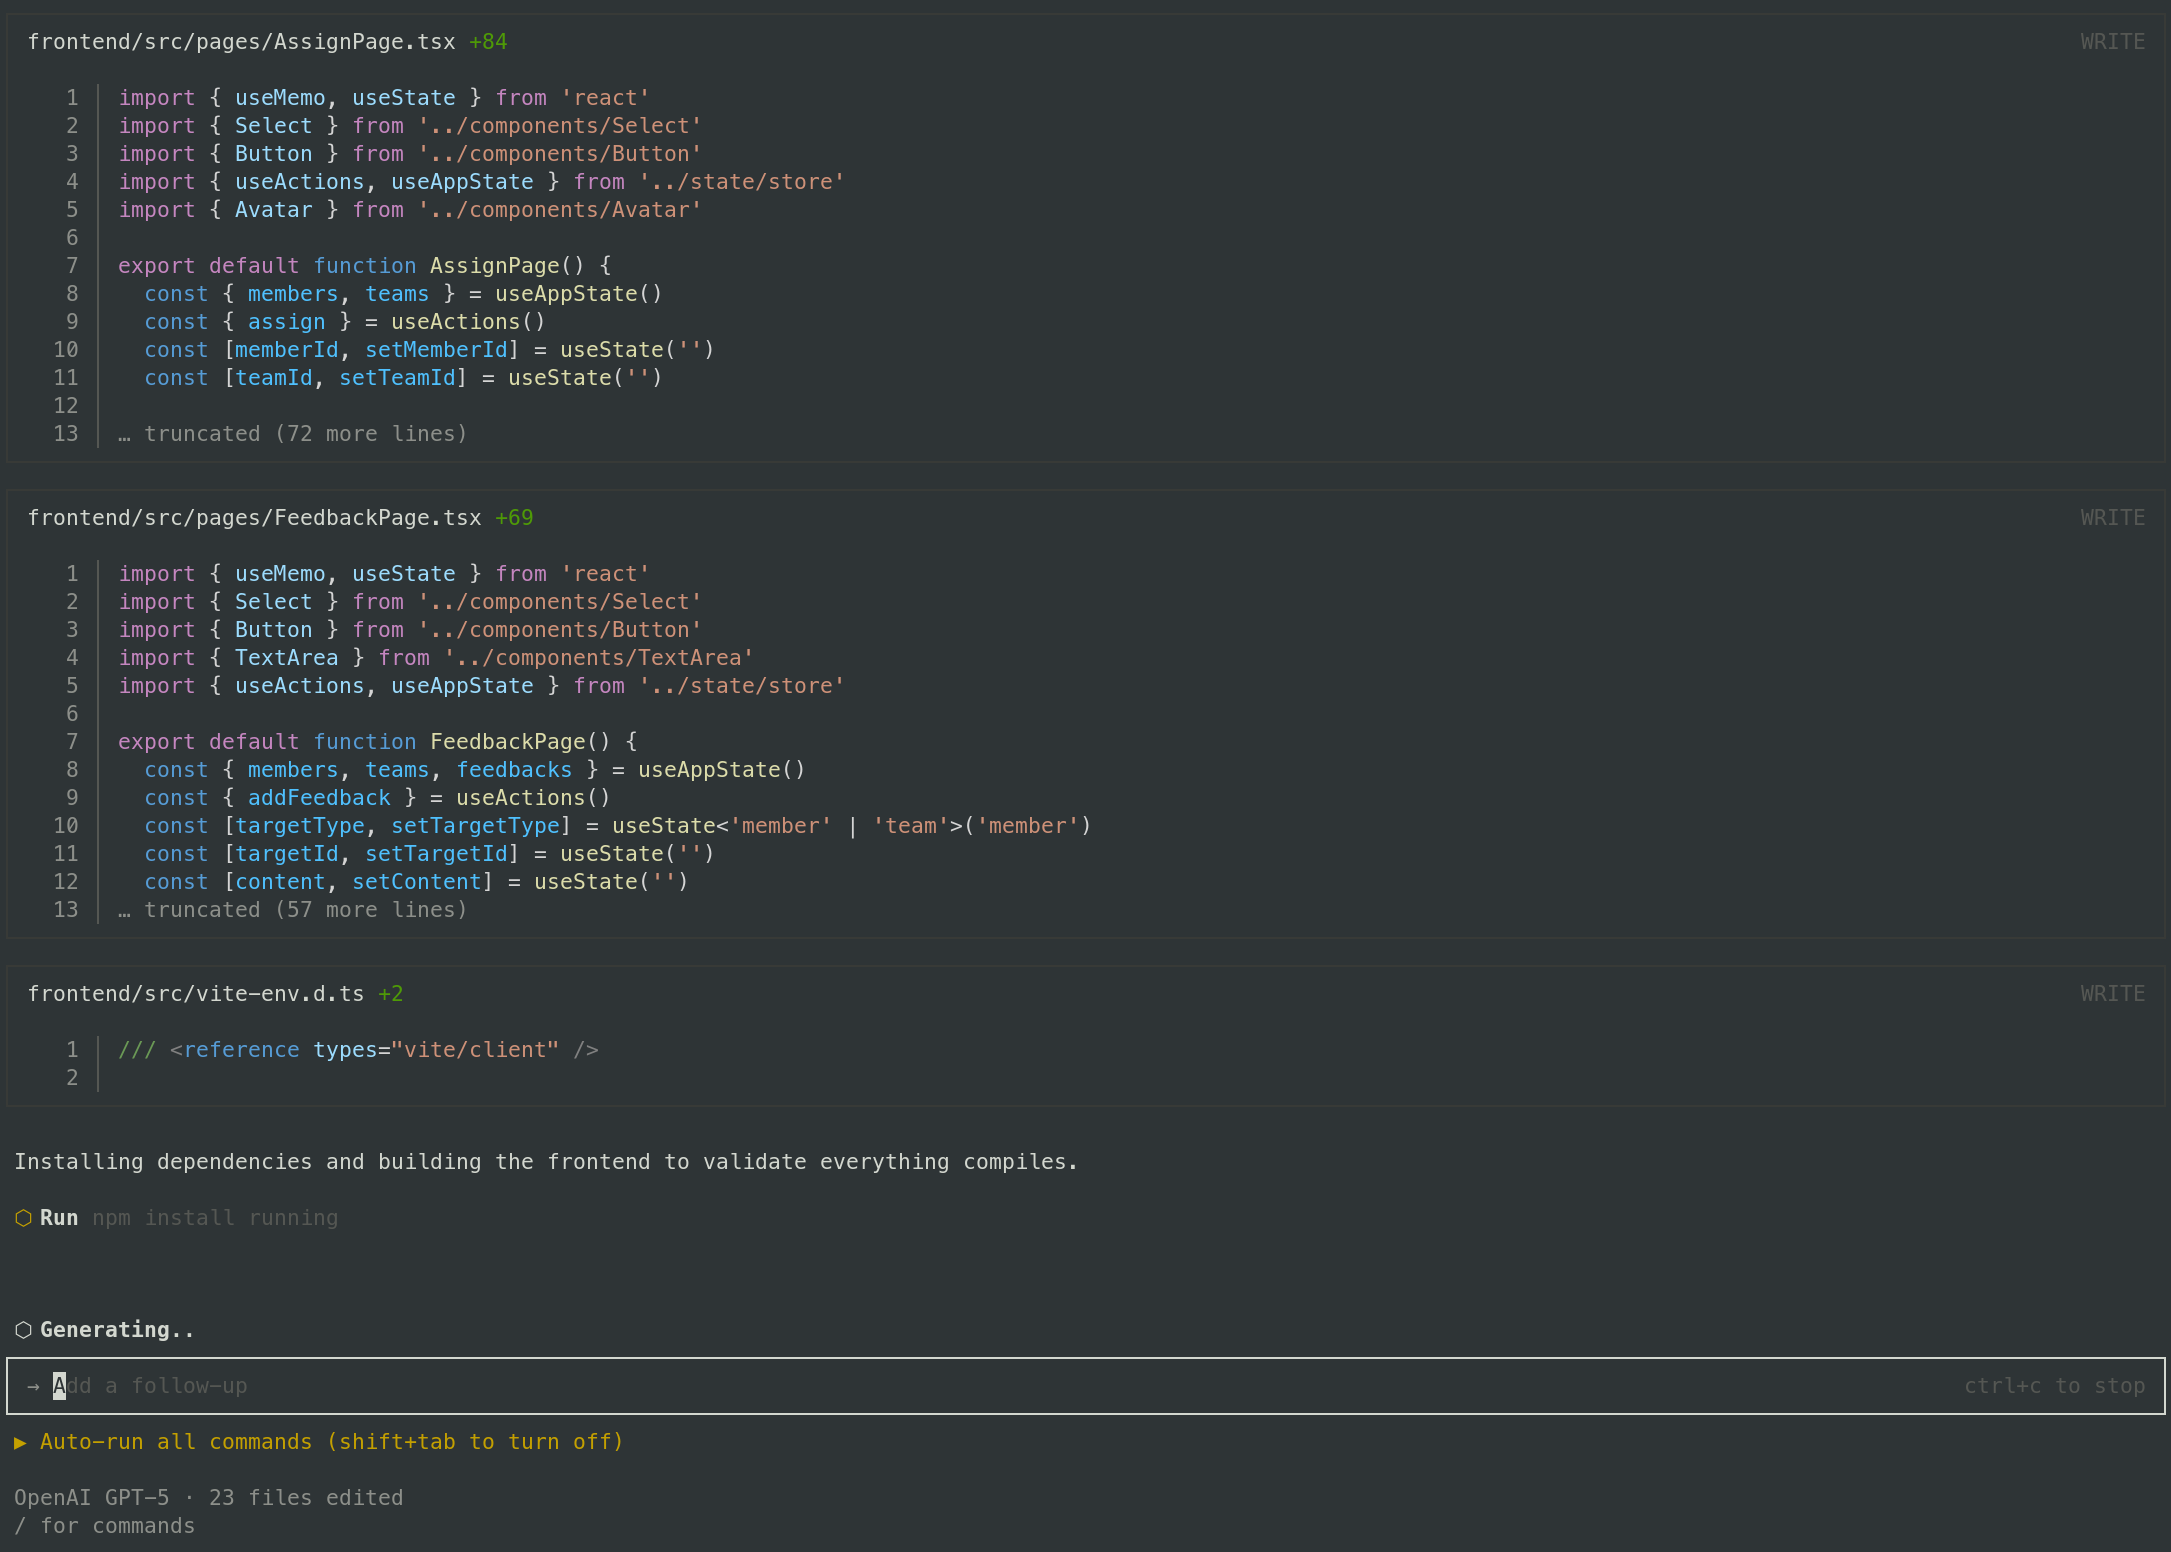 frontend/src/pages/AssignPage.tsx +84 WRITE
1 import { useMemo, useState } from 'react'
2 import { Select } from '../components/Select'
3 import { Button } from '../components/Button'
4 import { useActions, useAppState } from '../state/store'
5 import { Avatar } from '../components/Avatar'
6
7 export default function AssignPage() {
8   const { members, teams } = useAppState()
9   const { assign } = useActions()
10   const [memberId, setMemberId] = useState('')
11   const [teamId, setTeamId] = useState('')
12
13 … truncated (72 more lines)
frontend/src/pages/FeedbackPage.tsx +69 WRITE
1 import { useMemo, useState } from 'react'
2 import { Select } from '../components/Select'
3 import { Button } from '../components/Button'
4 import { TextArea } from '../components/TextArea'
5 import { useActions, useAppState } from '../state/store'
6
7 export default function FeedbackPage() {
8   const { members, teams, feedbacks } = useAppState()
9   const { addFeedback } = useActions()
10   const [targetType, setTargetType] = useState<'member' | 'team'>('member')
11   const [targetId, setTargetId] = useState('')
12   const [content, setContent] = useState('')
13 … truncated (57 more lines)
frontend/src/vite-env.d.ts +2 WRITE
1 /// <reference types="vite/client" />
2
Installing dependencies and building the frontend to validate everything compiles.
⬡ Run npm install running
⬡ Generating..
→ Add a follow-up ctrl+c to stop
▶ Auto-run all commands (shift+tab to turn off)
OpenAI GPT-5 · 23 files edited
/ for commands